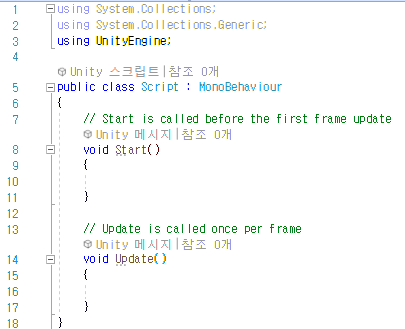 1 using System.Collections;
2 using System.Collections.Generic;
3 using UnityEngine;
4
Unity 스크립트|참조 0개
5 public class Script : MonoBehaviour
6 {
7 // Start is called before the first frame update
Unity 메시지|참조 0개
8 void Start()
9 {
10
11 }
12
13 // Update is called once per frame
Unity 메시지|참조 0개
14 void Update()
15 {
16
17 }
18 }